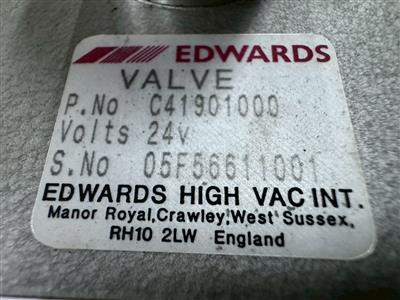 EDWARDS
VALVE
P.No C41901000
Volts 24v
S.No 05F56611001
EDWARDS HIGH VAC INT.
Manor Royal, Crawley, West Sussex,
RH10 2LW England